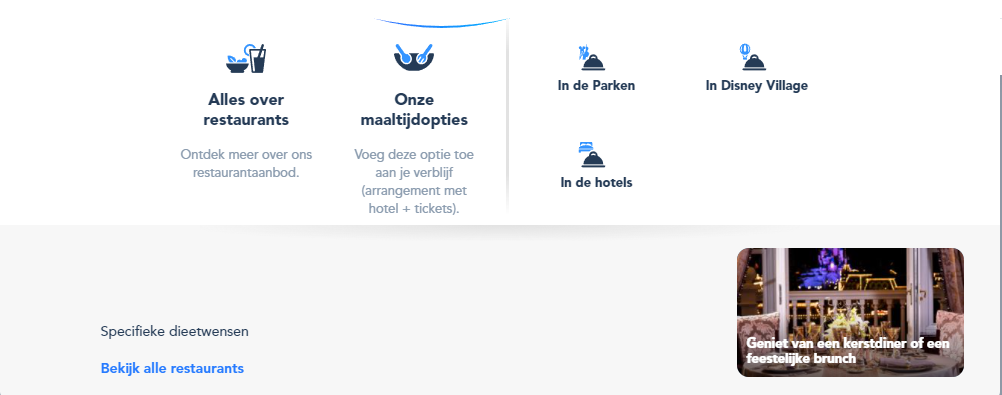 Alles over
restaurants
Ontdek meer over ons
restaurantaanbod.
Onze
maaltijdopties
Voeg deze optie toe
aan je verblijf
(arrangement met
hotel + tickets).
In de Parken
In Disney Village
In de hotels
Specifieke dieetwensen
Bekijk alle restaurants
Geniet van een kerstdiner of een
feestelijke brunch